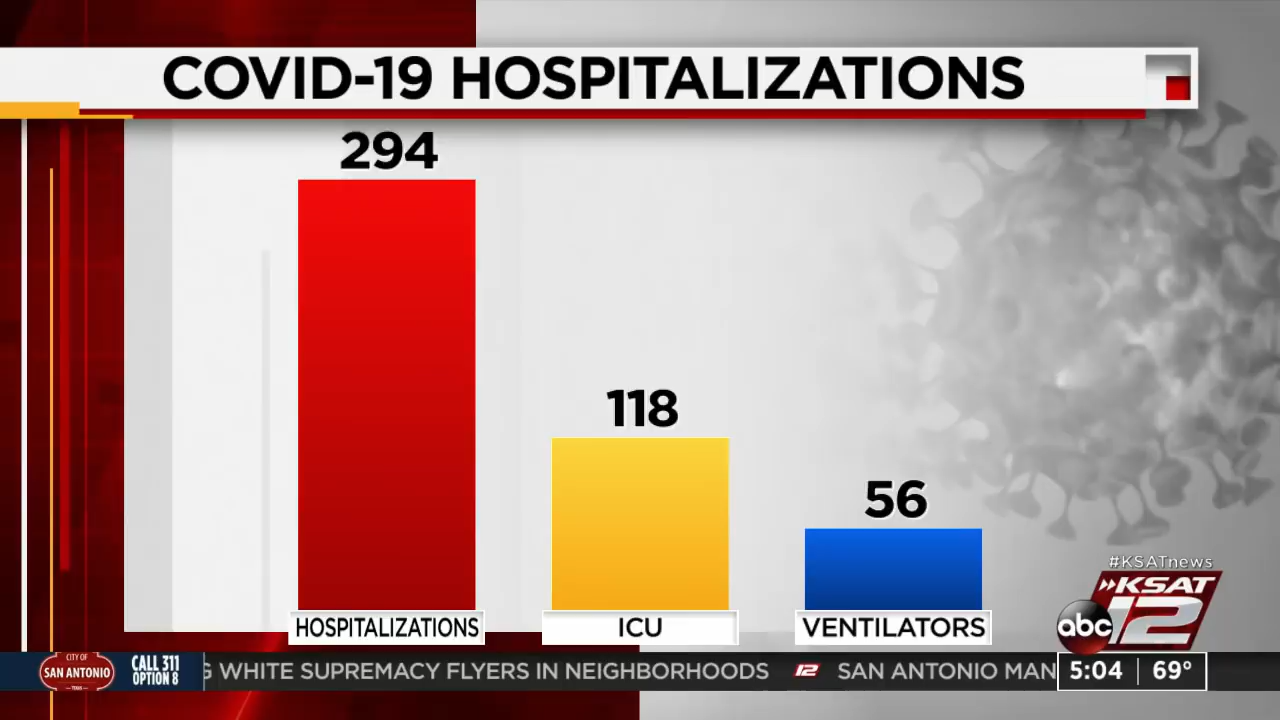 COVID-19 HOSPITALIZATIONS
294
118
56
HOSPITALIZATIONS
ICU
VENTILATORS
#KSATnews
KSAT
abc
12
CITY OF
SAN ANTONIO
TEXAS
CALL 311
OPTION 8
G WHITE SUPREMACY FLYERS IN NEIGHBORHOODS 12 SAN ANTONIO MAN
5:04 69°